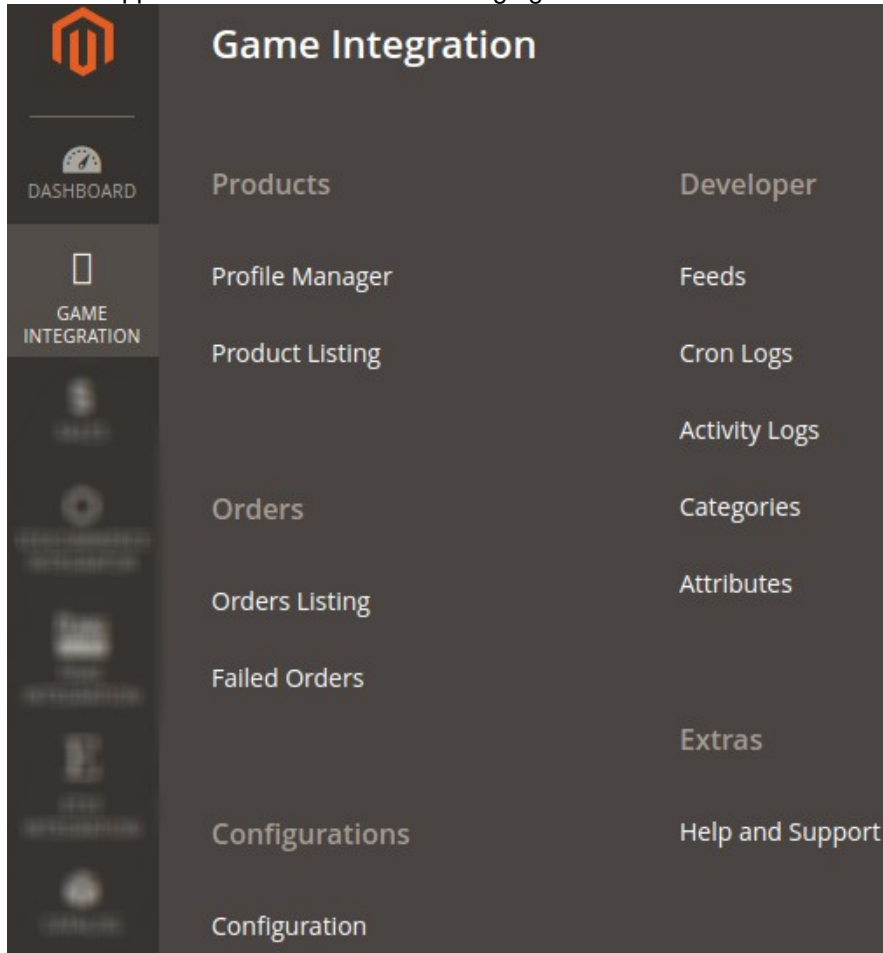 Game Integration
DASHBOARD
GAME
INTEGRATION
Products
Profile Manager
Product Listing
Orders
Orders Listing
Failed Orders
Configurations
Configuration
Developer
Feeds
Cron Logs
Activity Logs
Categories
Attributes
Extras
Help and Support